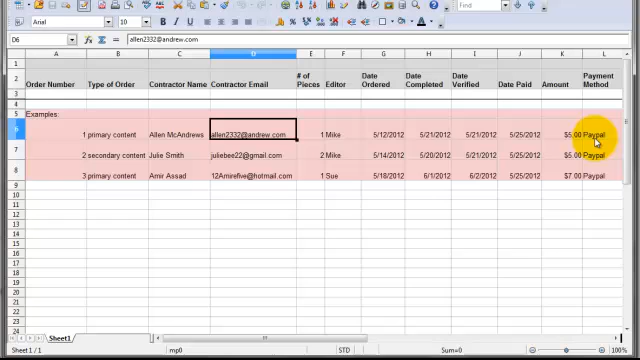 Find
Arial 10
D6 allen2332@andrew.com
A B C D E F G H I J K L
1
2 Order Number Type of Order Contractor Name Contractor Email # of Pieces Editor Date Ordered Date Completed Date Verified Date Paid Amount Payment Method
3
4
5 Examples:
6 1 primary content Allen McAndrews allen2332@andrew.com 1 Mike 5/12/2012 5/21/2012 5/21/2012 5/25/2012 $5.00 Paypal
7 2 secondary content Julie Smith juliebee22@gmail.com 2 Mike 5/14/2012 5/20/2012 5/21/2012 5/25/2012 $5.00 Paypal
8 3 primary content Amir Assad 12Amirefive@hotmail.com 1 Sue 5/18/2012 6/1/2012 6/2/2012 5/25/2012 $7.00 Paypal
9
10
11
12
13
14
15
16
17
18
19
20
21
22
23
24
Sheet1
Sheet 1 / 1 mp0 STD Sum=0 100%